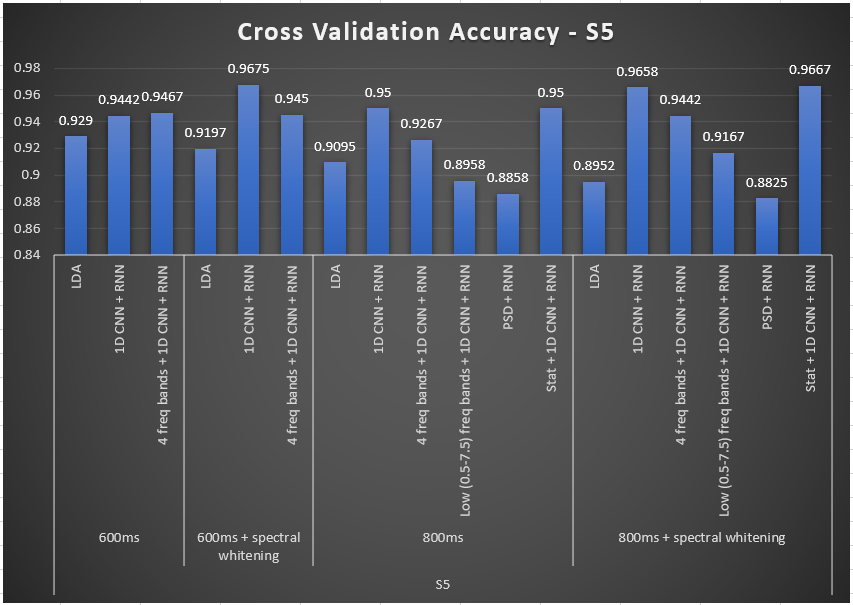 Cross Validation Accuracy - S5
0.98
0.96
0.94
0.92
0.9
0.88
0.86
0.84
0.929
0.9442
0.9467
0.9197
0.9675
0.945
0.9095
0.95
0.9267
0.8958
0.8858
0.95
0.8952
0.9658
0.9442
0.9167
0.8825
0.9667
LDA
1D CNN + RNN
4 freq bands + 1D CNN + RNN
LDA
1D CNN + RNN
4 freq bands + 1D CNN + RNN
LDA
1D CNN + RNN
4 freq bands + 1D CNN + RNN
Low (0.5-7.5) freq bands + 1D CNN + RNN
PSD + RNN
Stat + 1D CNN + RNN
LDA
1D CNN + RNN
4 freq bands + 1D CNN + RNN
Low (0.5-7.5) freq bands + 1D CNN + RNN
PSD + RNN
Stat + 1D CNN + RNN
600ms
600ms + spectral
whitening
800ms
800ms + spectral whitening
S5